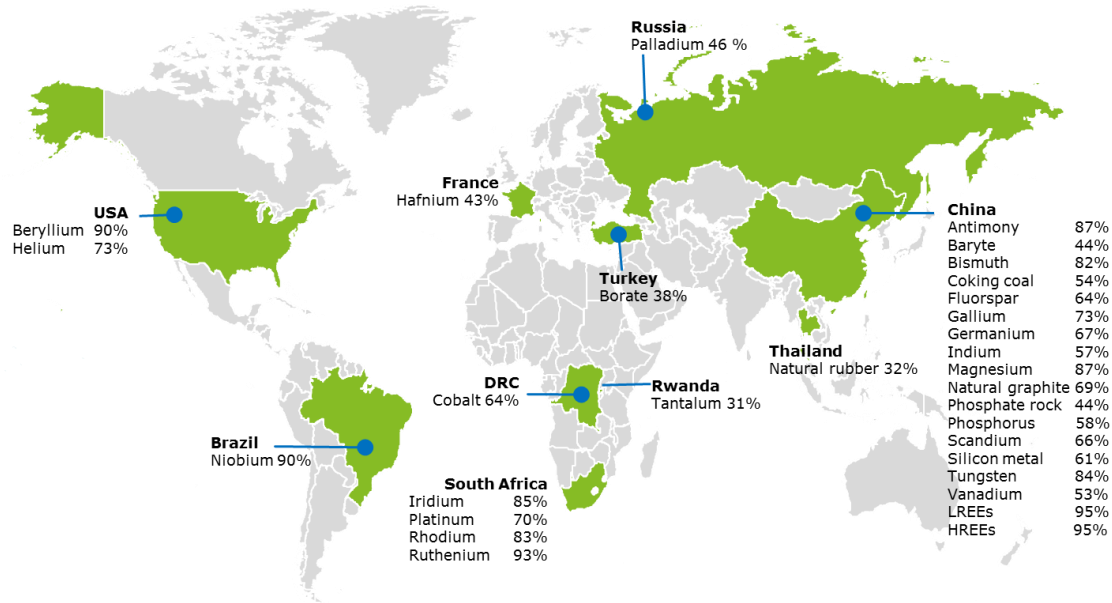 Russia
Palladium 46 %
France
Hafnium 43%
USA
Beryllium 90%
Helium 73%
Turkey
Borate 38%
China
Antimony 87%
Baryte 44%
Bismuth 82%
Coking coal 54%
Fluorspar 64%
Gallium 73%
Germanium 67%
Indium 57%
Magnesium 87%
Natural graphite 69%
Phosphate rock 44%
Phosphorus 58%
Scandium 66%
Silicon metal 61%
Tungsten 84%
Vanadium 53%
LREEs 95%
HREEs 95%
Thailand
Natural rubber 32%
DRC
Cobalt 64%
Rwanda
Tantalum 31%
Brazil
Niobium 90%
South Africa
Iridium 85%
Platinum 70%
Rhodium 83%
Ruthenium 93%